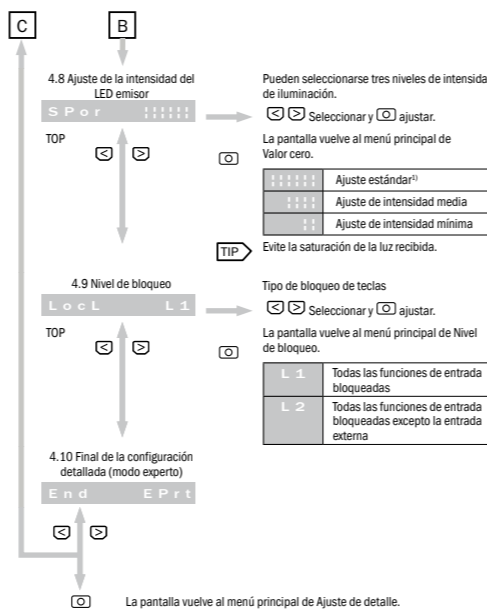 C
B
4.8 Ajuste de la intensidad del
LED emisor
SPor
TOP
Pueden seleccionarse tres niveles de intensida
de iluminación.
< > Seleccionar y O ajustar.
La pantalla vuelve al menú principal de
Valor cero.
Ajuste estándar¹⁾
Ajuste de intensidad media
Ajuste de intensidad mínima
TIP Evite la saturación de la luz recibida.
4.9 Nivel de bloqueo
LocL L1
TOP
Tipo de bloqueo de teclas
< > Seleccionar y O ajustar.
La pantalla vuelve al menú principal de Nivel
de bloqueo.
L1 Todas las funciones de entrada
bloqueadas
L2 Todas las funciones de entrada
bloqueadas excepto la entrada
externa
4.10 Final de la configuración
detallada (modo experto)
End EPrt
La pantalla vuelve al menú principal de Ajuste de detalle.